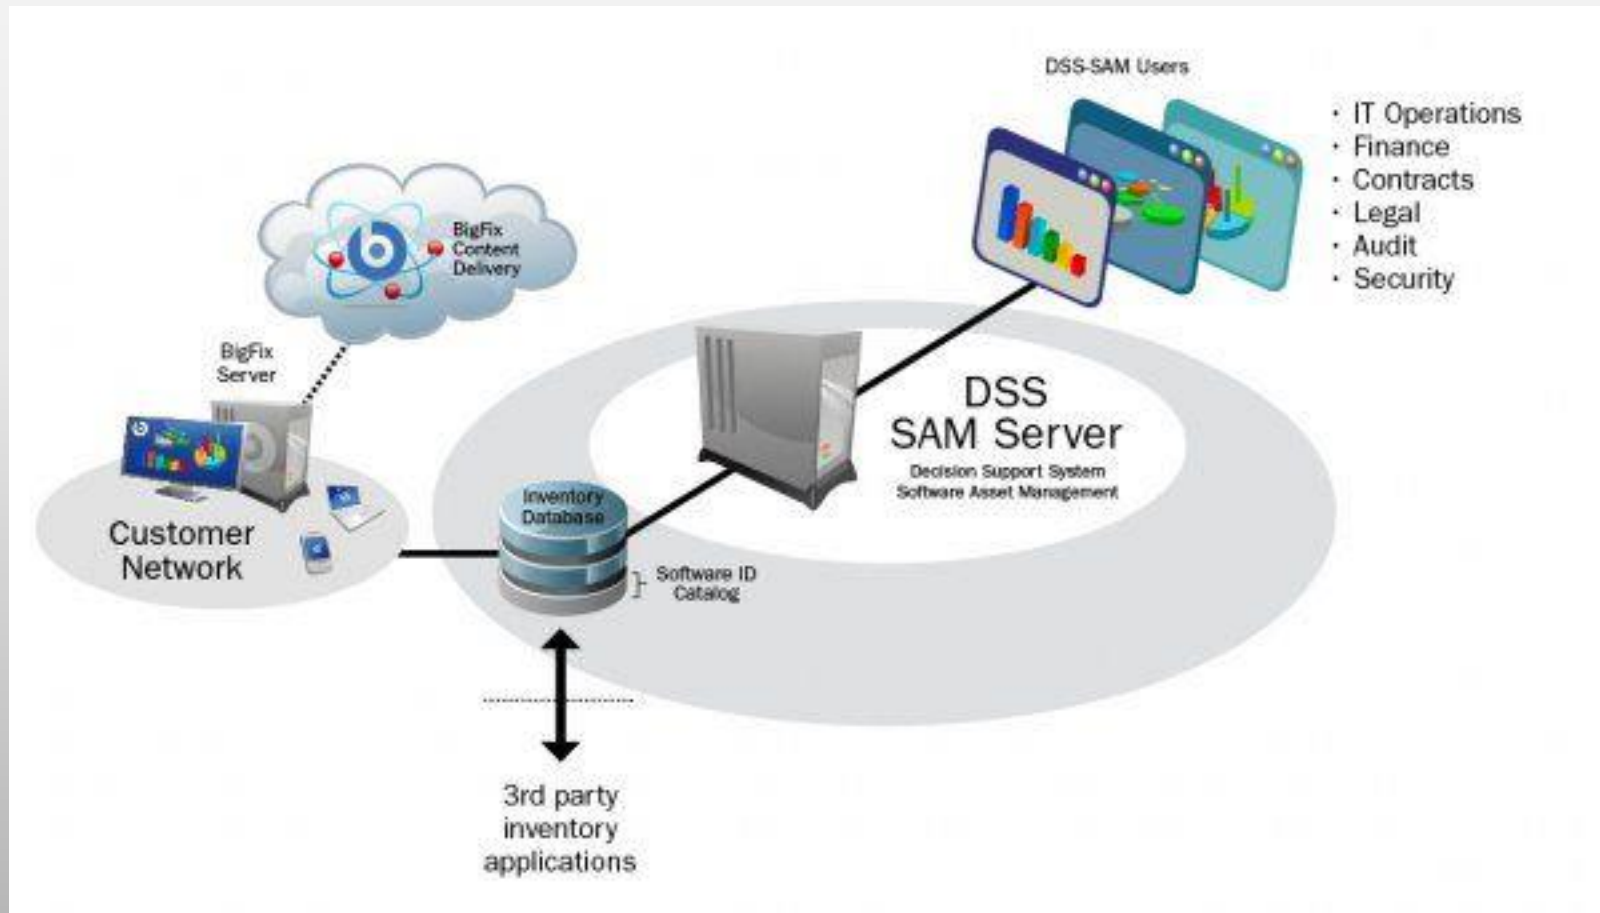 DSS-SAM Users
· IT Operations
· Finance
· Contracts
· Legal
· Audit
· Security
b
BigFix
Content
Delivery
BigFix
Server
Customer
Network
Inventory
Database
Software ID
Catalog
DSS
SAM Server
Decision Support System
Software Asset Management
3rd party
inventory
applications